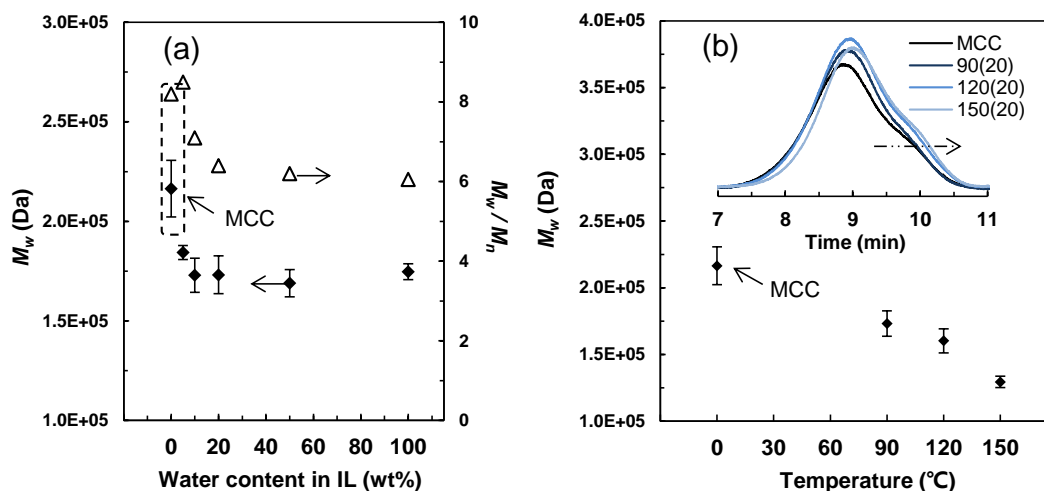 (a)
3.0E+05
2.5E+05
2.0E+05
1.5E+05
1.0E+05
Mw (Da)
MCC
10
8
6
4
2
0
Mw / Mn
0 20 40 60 80 100
Water content in IL (wt%)
(b)
4.0E+05
3.5E+05
3.0E+05
2.5E+05
2.0E+05
1.5E+05
1.0E+05
Mw (Da)
MCC
90(20)
120(20)
150(20)
7 8 9 10 11
Time (min)
MCC
0 30 60 90 120 150
Temperature (℃)